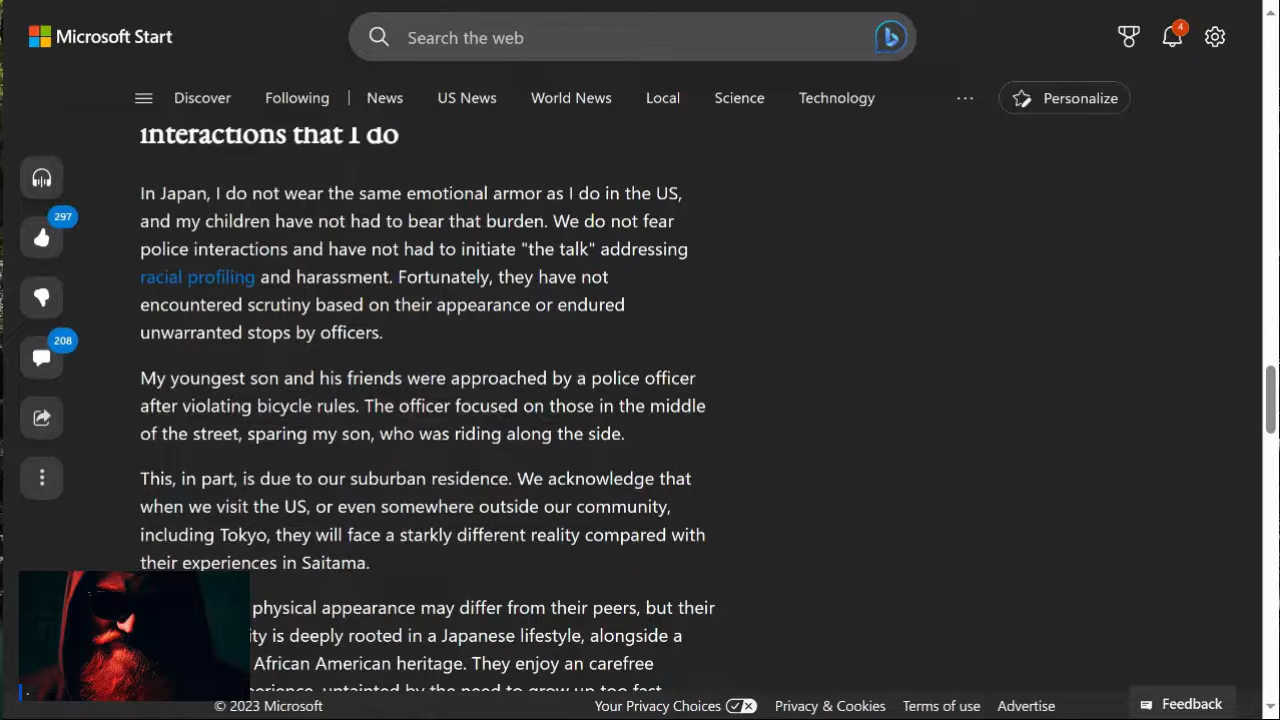 Microsoft Start
Search the web
4
Discover
Following
News
US News
World News
Local
Science
Technology
Personalize
interactions that I do
297
208
In Japan, I do not wear the same emotional armor as I do in the US,
and my children have not had to bear that burden. We do not fear
police interactions and have not had to initiate "the talk" addressing
racial profiling and harassment. Fortunately, they have not
encountered scrutiny based on their appearance or endured
unwarranted stops by officers.
My youngest son and his friends were approached by a police officer
after violating bicycle rules. The officer focused on those in the middle
of the street, sparing my son, who was riding along the side.
This, in part, is due to our suburban residence. We acknowledge that
when we visit the US, or even somewhere outside our community,
including Tokyo, they will face a starkly different reality compared with
their experiences in Saitama.
physical appearance may differ from their peers, but their
ity is deeply rooted in a Japanese lifestyle, alongside a
African American heritage. They enjoy an carefree
untainted by the need to grow up too fast
© 2023 Microsoft
Your Privacy Choices
Privacy & Cookies
Terms of use
Advertise
Feedback